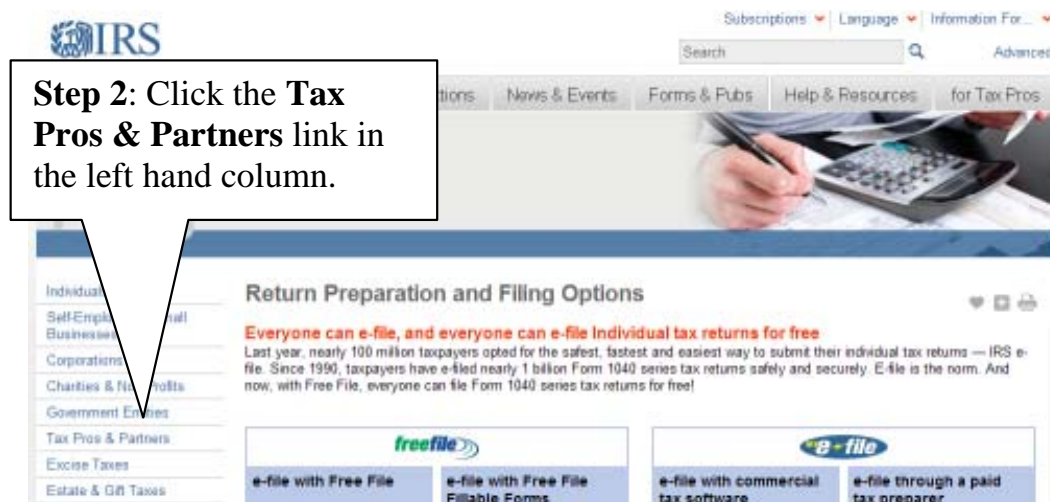 IRS
Subscriptions Language Information For...
Search Advanced
Step 2: Click the Tax
Pros & Partners link in
the left hand column.
News & Events Forms & Pubs Help & Resources for Tax Pros
Return Preparation and Filing Options
Everyone can e-file, and everyone can e-file Individual tax returns for free
Last year, nearly 100 million taxpayers opted for the safest, fastest and easiest way to submit their individual tax returns — IRS e-
file. Since 1990, taxpayers have e-filed nearly 1 billion Form 1040 series tax returns safely and securely. E-file is the norm. And
now, with Free File, everyone can file Form 1040 series tax returns for free!
Businesses
Corporations
Charities &
Government
Tax Pros & Partners
Excise Taxes
Estate & Gift Taxes
freefile
e-file with Free File
e-file with Free File
Fillable Forms
e-file
e-file with commercial
tax software
e-file through a paid
tax preparer